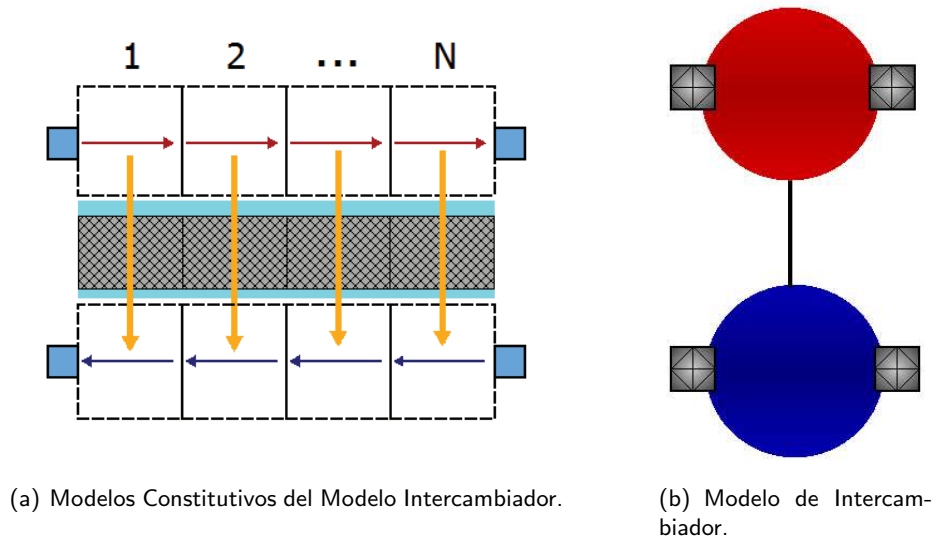 1 2 ... N
(a) Modelos Constitutivos del Modelo Intercambiador.
(b) Modelo de Intercam-
biador.